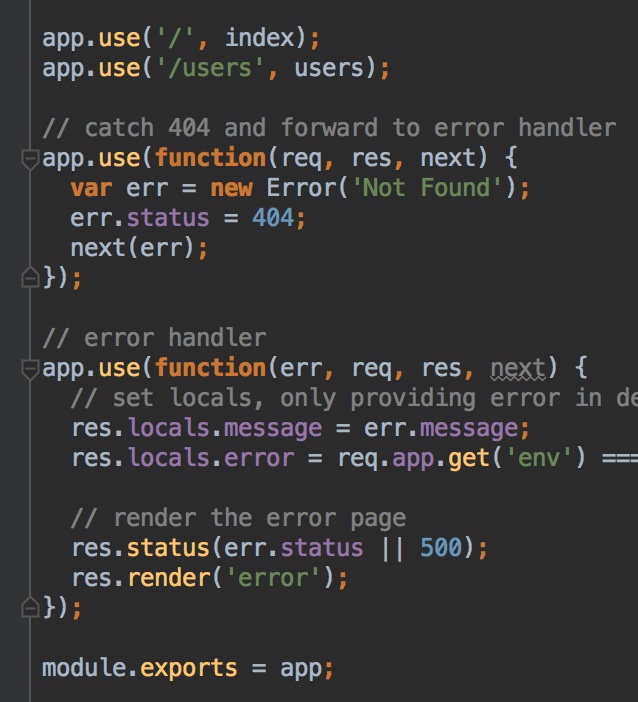 app.use('/', index);
app.use('/users', users);
// catch 404 and forward to error handler
app.use(function(req, res, next) {
var err = new Error('Not Found');
err.status = 404;
next(err);
});
// error handler
app.use(function(err, req, res, next) {
// set locals, only providing error in de
res.locals.message = err.message;
res.locals.error = req.app.get('env') ===
// render the error page
res.status(err.status || 500);
res.render('error');
});
module.exports = app;